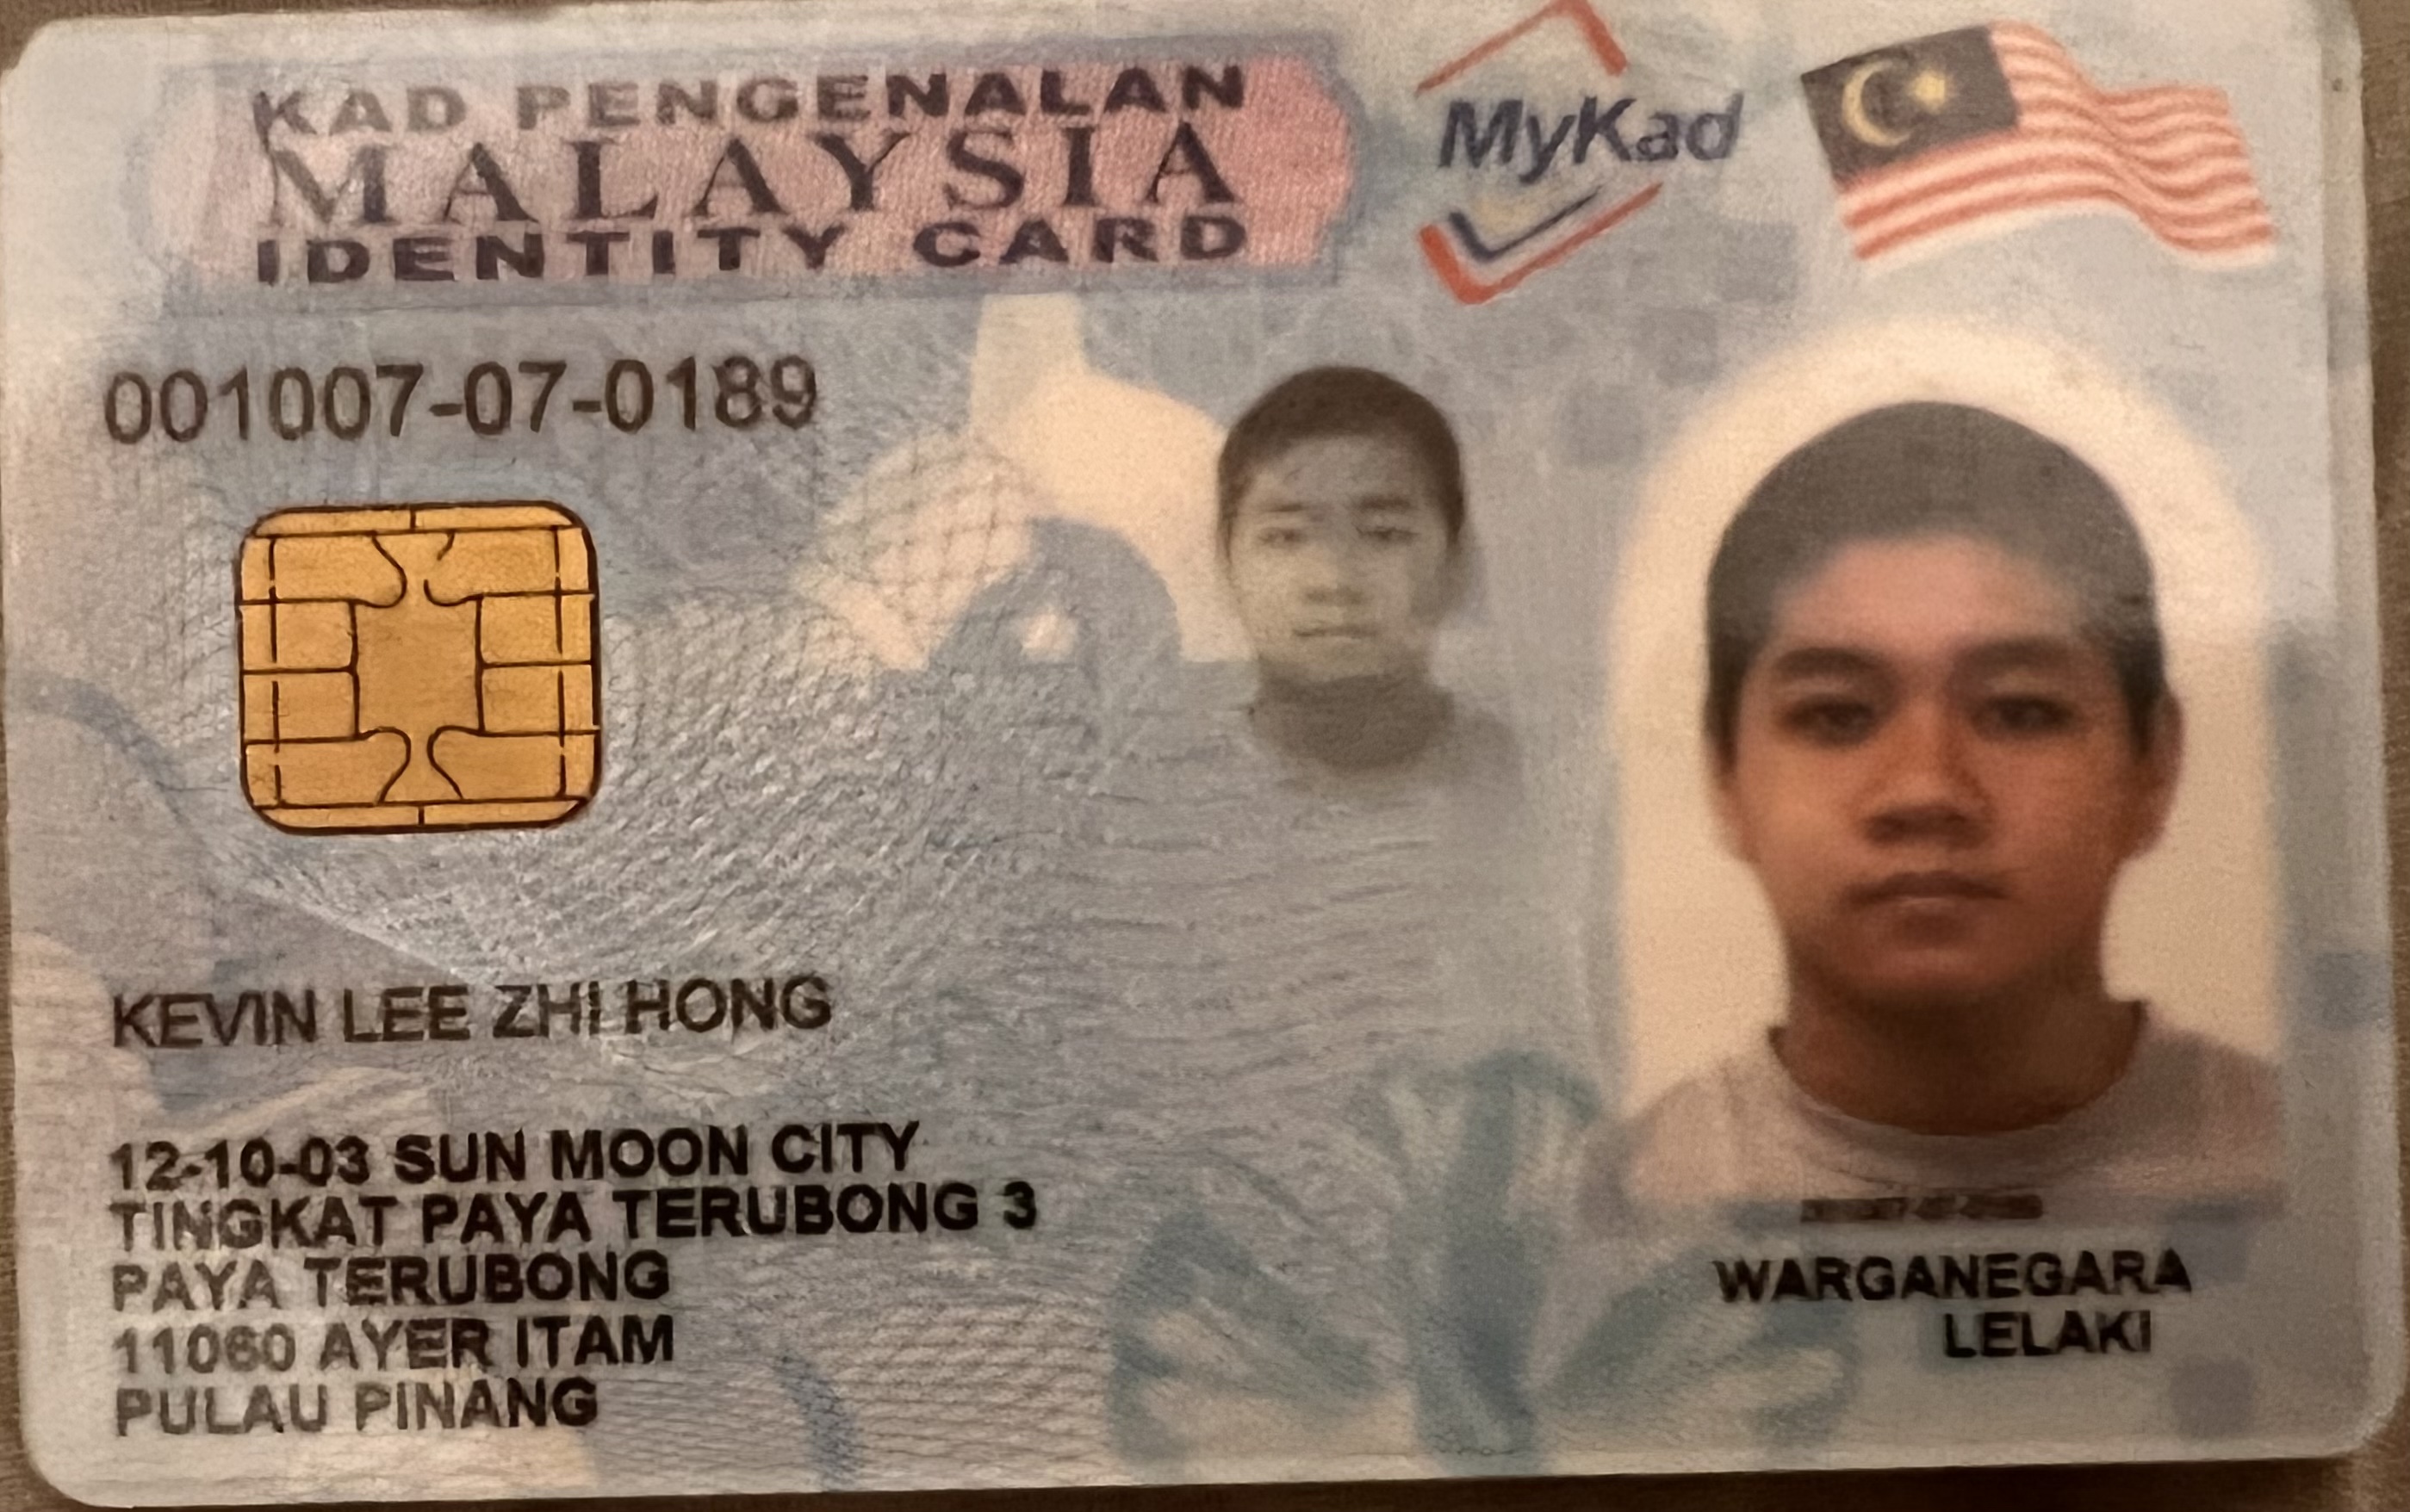 KAD PENGENALAN
MALAYSIA
IDENTITY CARD
MyKad
001007-07-0189
KEVIN LEE ZHI HONG
12-10-03 SUN MOON CITY
TINGKAT PAYA TERUBONG 3
PAYA TERUBONG
11060 AYER ITAM
PULAU PINANG
WARGANEGARA
LELAKI